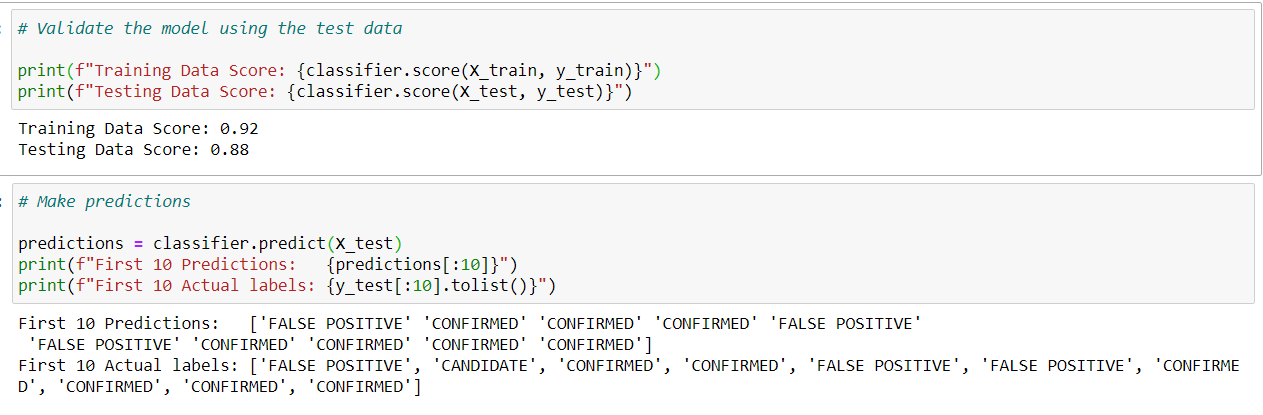 # Validate the model using the test data
print(f"Training Data Score: {classifier.score(X_train, y_train)}")
print(f"Testing Data Score: {classifier.score(X_test, y_test)}")
Training Data Score: 0.92
Testing Data Score: 0.88
# Make predictions
predictions = classifier.predict(X_test)
print(f"First 10 Predictions:   {predictions[:10]}")
print(f"First 10 Actual labels: {y_test[:10].tolist()}")
First 10 Predictions:   ['FALSE POSITIVE' 'CONFIRMED' 'CONFIRMED' 'CONFIRMED' 'FALSE POSITIVE'
 'FALSE POSITIVE' 'CONFIRMED' 'CONFIRMED' 'CONFIRMED' 'CONFIRMED']
First 10 Actual labels: ['FALSE POSITIVE', 'CANDIDATE', 'CONFIRMED', 'CONFIRMED', 'FALSE POSITIVE', 'FALSE POSITIVE', 'CONFIRME
D', 'CONFIRMED', 'CONFIRMED', 'CONFIRMED']